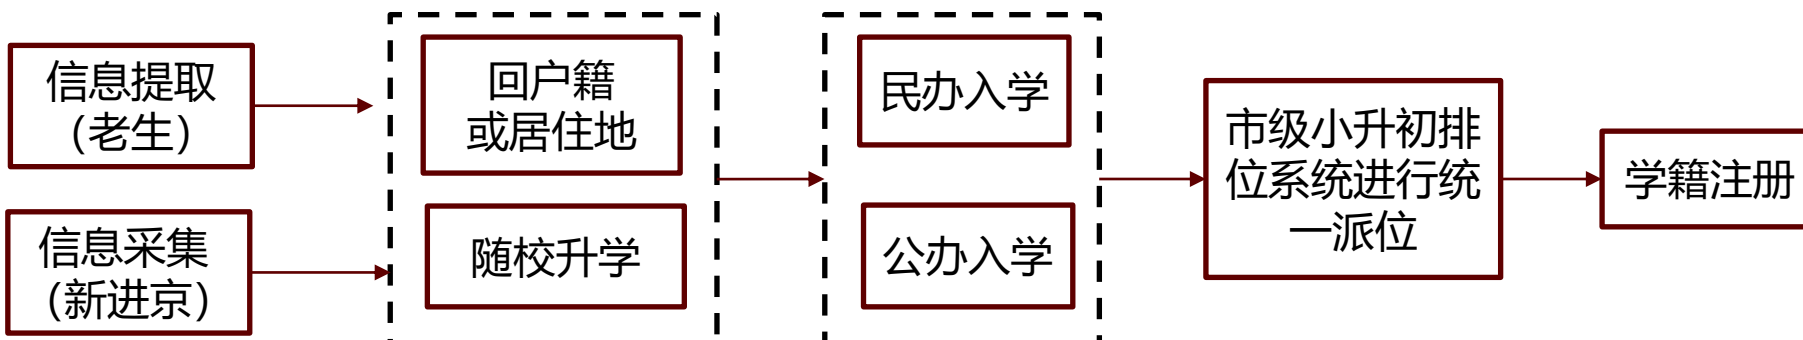 信息提取
(老生)
信息采集
(新进京)
回户籍
或居住地
随校升学
民办入学
公办入学
市级小升初排
位系统进行统
一派位
学籍注册